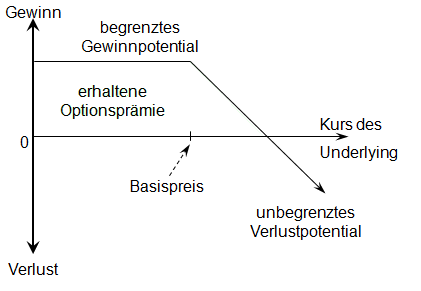 Gewinn
begrenztes
Gewinnpotential
erhaltene
Optionsprämie
Kurs des
0
Underlying
Basispreis
unbegrenztes
Verlustpotential
Verlust